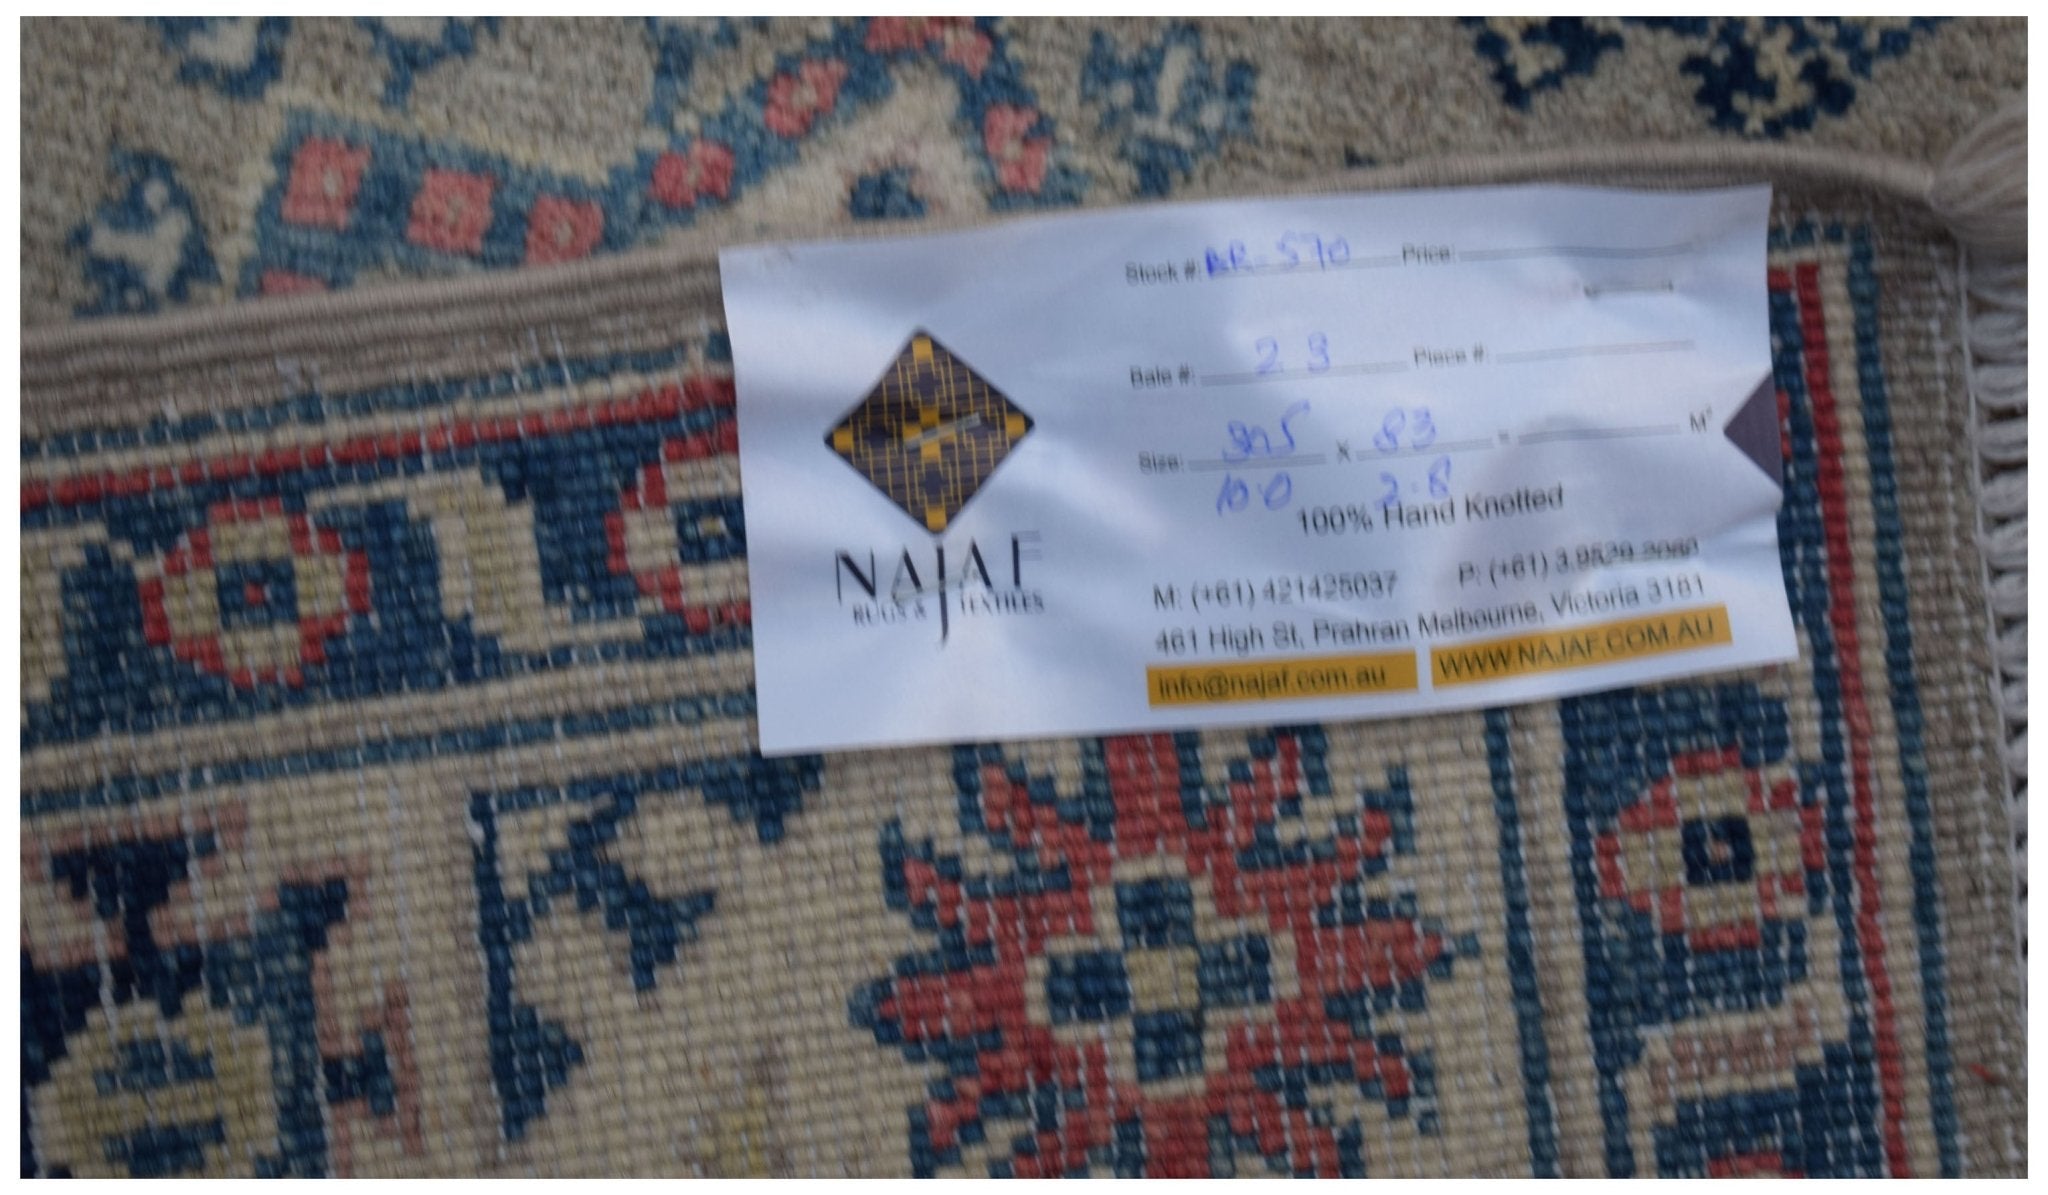 NAJAF
RUGS & TEXTILES
Stock #: BR-570 Price:
Bale #: 23 Piece #:
Size: 305 x 83 = M²
10.0 2.8
100% Hand Knotted
M: (+61) 421425037 P: (+61) 3 9529
461 High St, Prahran Melbourne, Victoria 3181
info@najaf.com.au WWW.NAJAF.COM.AU